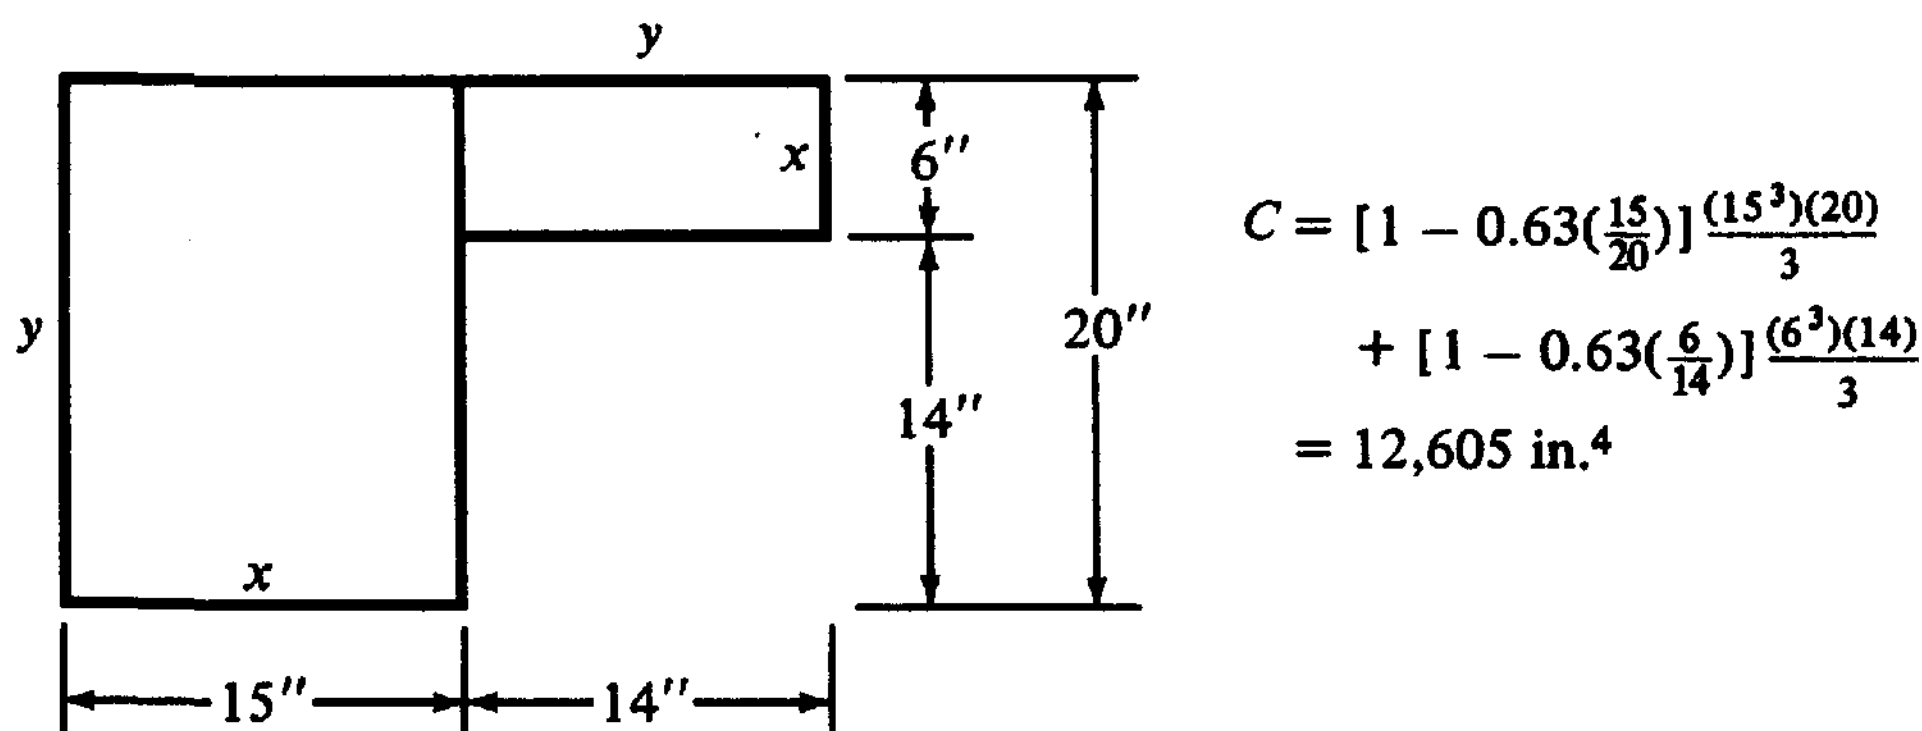 y
x
6"
y
14"
20"
x
15"
14"
C = [1 − 0.63(15/20)] (15³)(20)/3
+ [1 − 0.63(6/14)] (6³)(14)/3
= 12,605 in.⁴